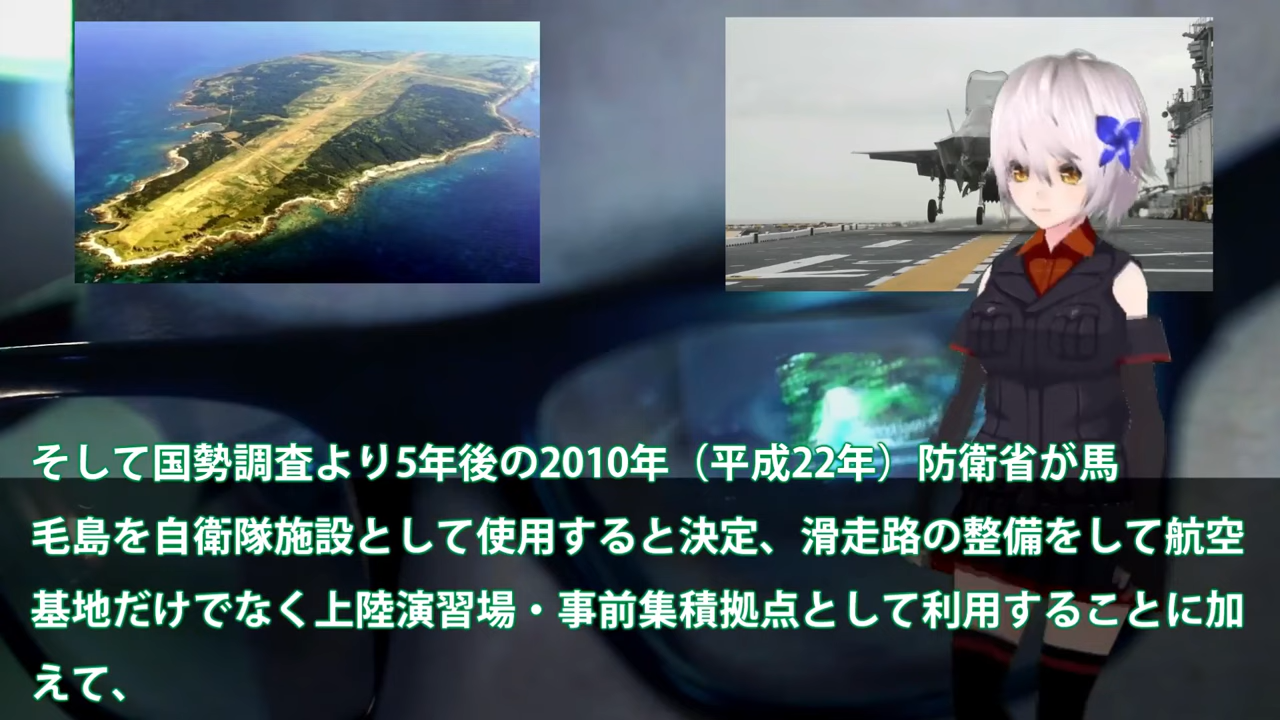 そして国勢調査より5年後の2010年（平成22年）防衛省が馬
毛島を自衛隊施設として使用すると決定、滑走路の整備をして航空
基地だけでなく上陸演習場・事前集積拠点として利用することに加
えて、